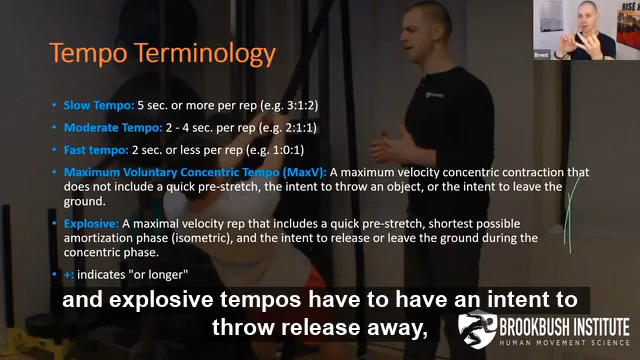 RISE &
Brent
Tempo Terminology
• Slow Tempo: 5 sec. or more per rep (e.g. 3:1:2)
• Moderate Tempo: 2 - 4 sec. per rep (e.g. 2:1:1)
• Fast tempo: 2 sec. or less per rep (e.g. 1:0:1)
• Maximum Voluntary Concentric Tempo (MaxV): A maximum velocity concentric contraction that
does not include a quick pre-stretch, the intent to throw an object, or the intent to leave the
ground.
• Explosive: A maximal velocity rep that includes a quick pre-stretch, shortest possible
amortization phase (isometric), and the intent to release or leave the ground during the
concentric phase.
• +: indicates "or longer"
and explosive tempos have to have an intent to
throw release away,
BROOKBUSH INSTITUTE
HUMAN MOVEMENT SCIENCE